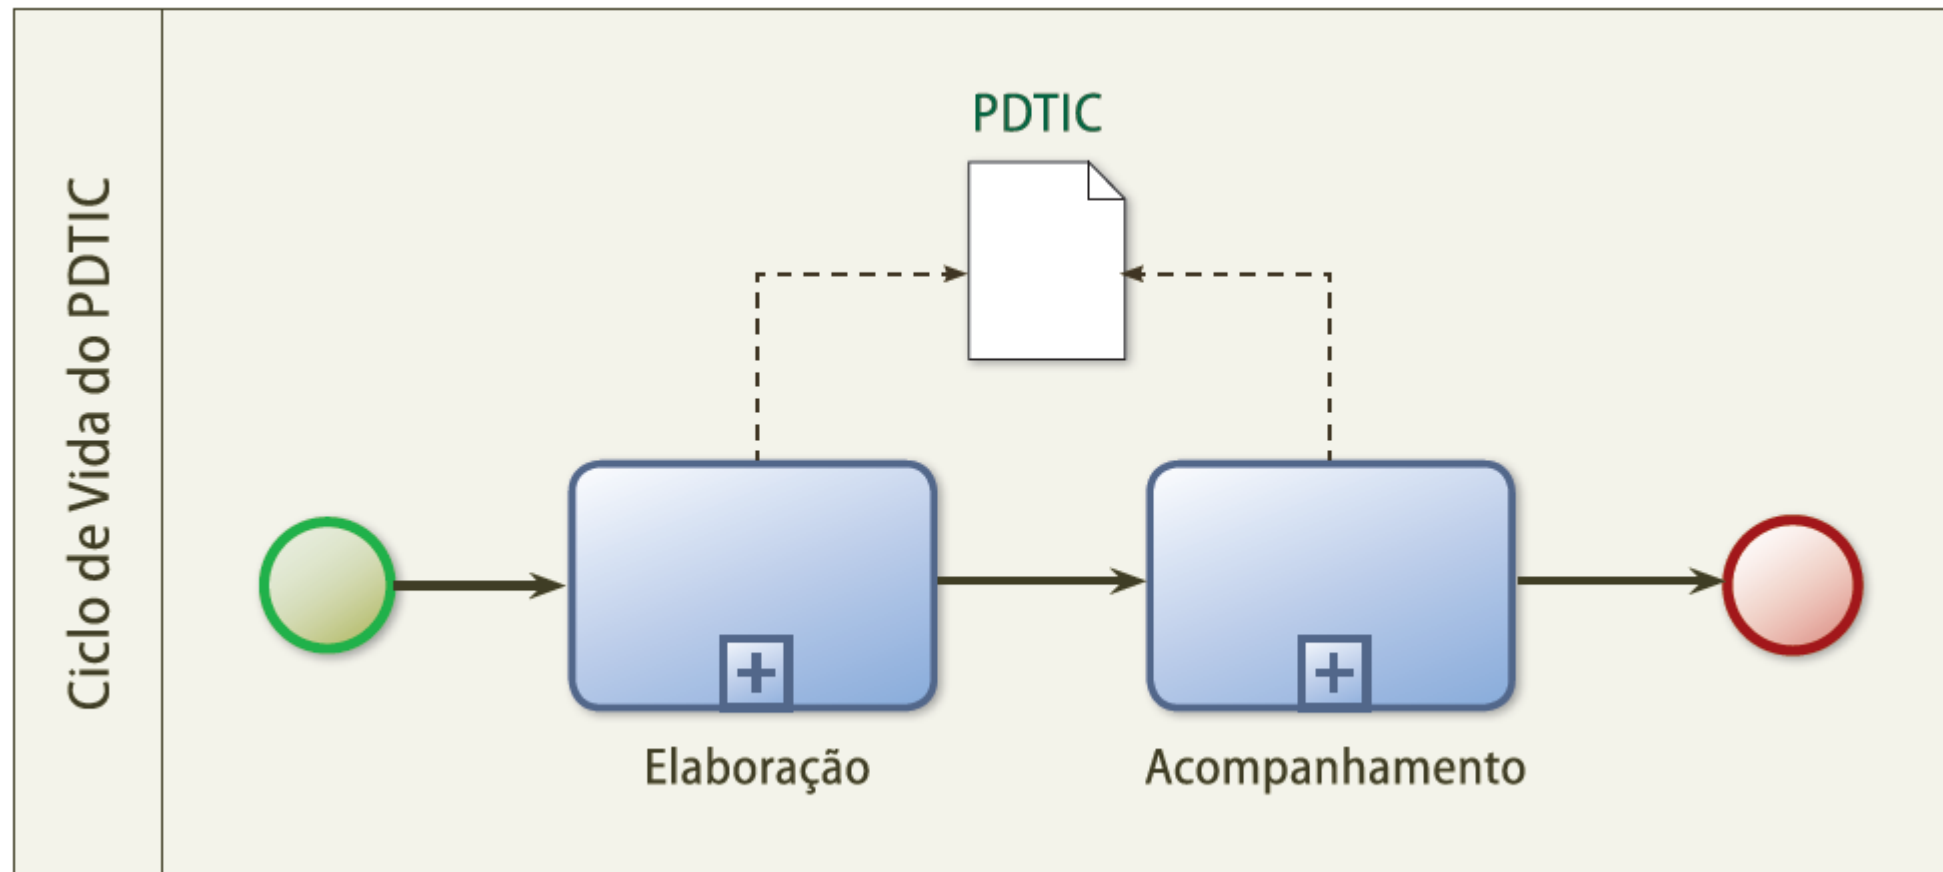 Ciclo de Vida do PDTIC
PDTIC
Elaboração
Acompanhamento